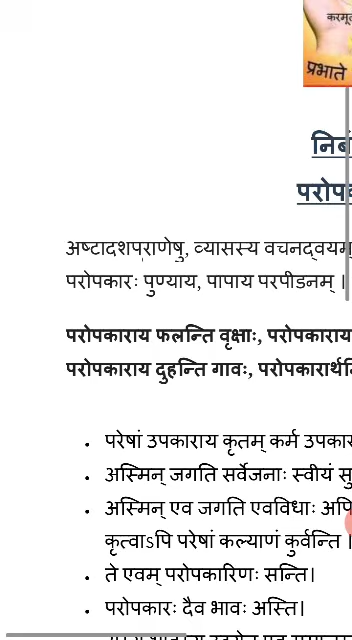 करमू
प्रभाते
निबं
परोप
अष्टादशपुराणेषु, व्यासस्य वचनद्वयम्
परोपकारः पुण्याय, पापाय परपीडनम् ।
परोपकाराय फलन्ति वृक्षाः, परोपकाराय
परोपकाराय दुहन्ति गावः, परोपकारार्थमि
• परेषां उपकाराय कृतम् कर्म उपकार
• अस्मिन् जगति सर्वेजनाः स्वीयं सु
• अस्मिन् एव जगति एवविधाः अपि
कृत्वाऽपि परेषां कल्याणं कुर्वन्ति ।
• ते एवम् परोपकारिणः सन्ति।
• परोपकारः दैव भावः अस्ति।